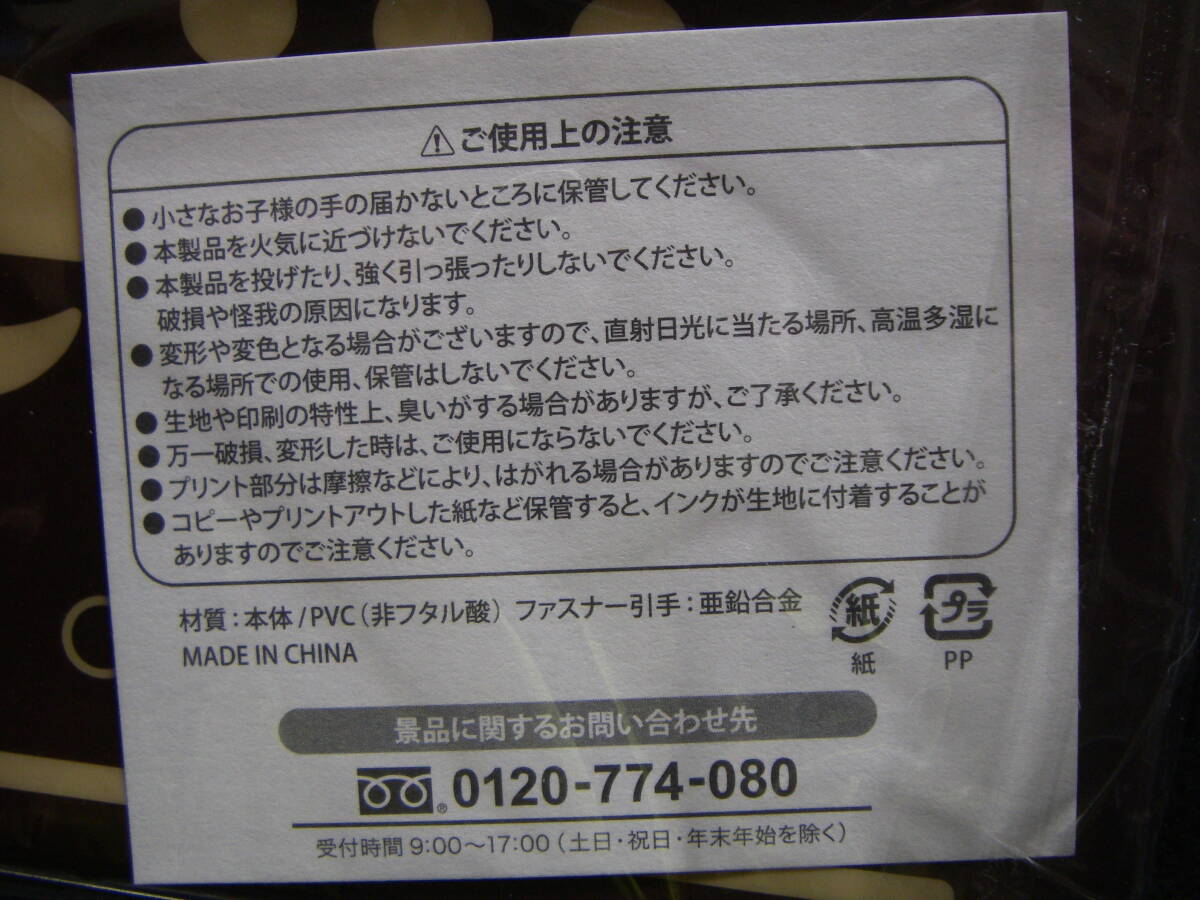 ⚠ご使用上の注意
●小さなお子様の手の届かないところに保管してください。
●本製品を火気に近づけないでください。
●本製品を投げたり、強く引っ張ったりしないでください。
破損や怪我の原因になります。
●変形や変色となる場合がございますので、直射日光に当たる場所、高温多湿に
なる場所での使用、保管はしないでください。
●生地や印刷の特性上、臭いがする場合がありますが、ご了承ください。
●万一破損、変形した時は、ご使用にならないでください。
●プリント部分は摩擦などにより、はがれる場合がありますのでご注意ください。
●コピーやプリントアウトした紙など保管すると、インクが生地に付着することが
ありますのでご注意ください。
材質：本体/PVC（非フタル酸） ファスナー引手：亜鉛合金
MADE IN CHINA
紙 プラ
紙 PP
景品に関するお問い合わせ先
® 0120-774-080
受付時間 9:00～17:00（土日・祝日・年末年始を除く）